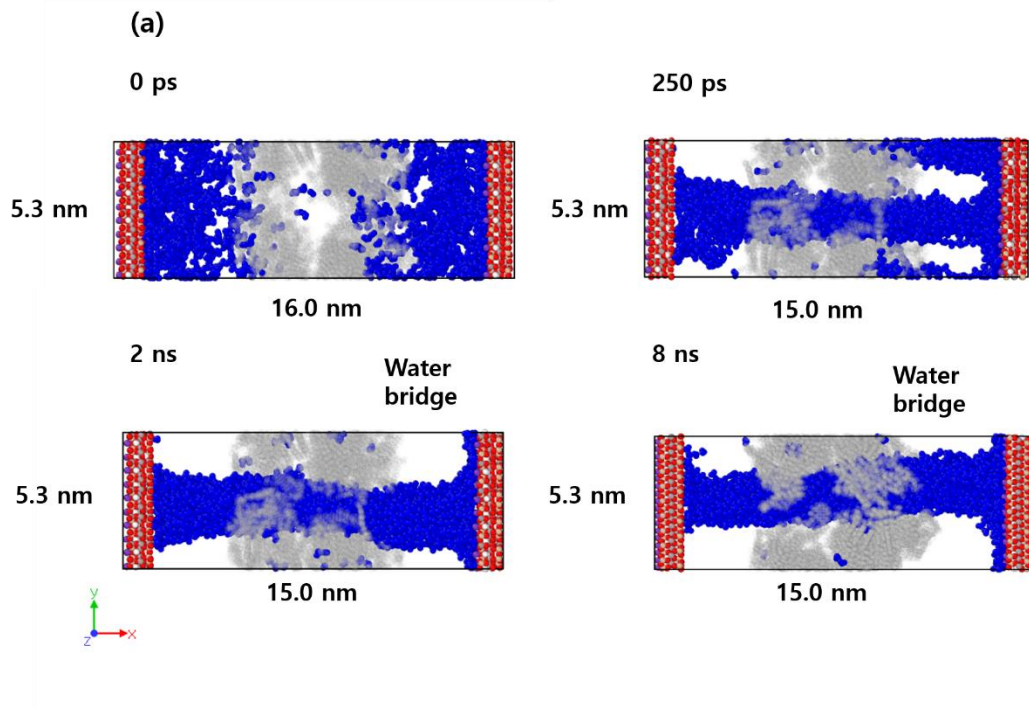 (a)
0 ps
5.3 nm
16.0 nm
250 ps
5.3 nm
15.0 nm
2 ns
Water
bridge
5.3 nm
15.0 nm
8 ns
Water
bridge
5.3 nm
15.0 nm
y
z
x